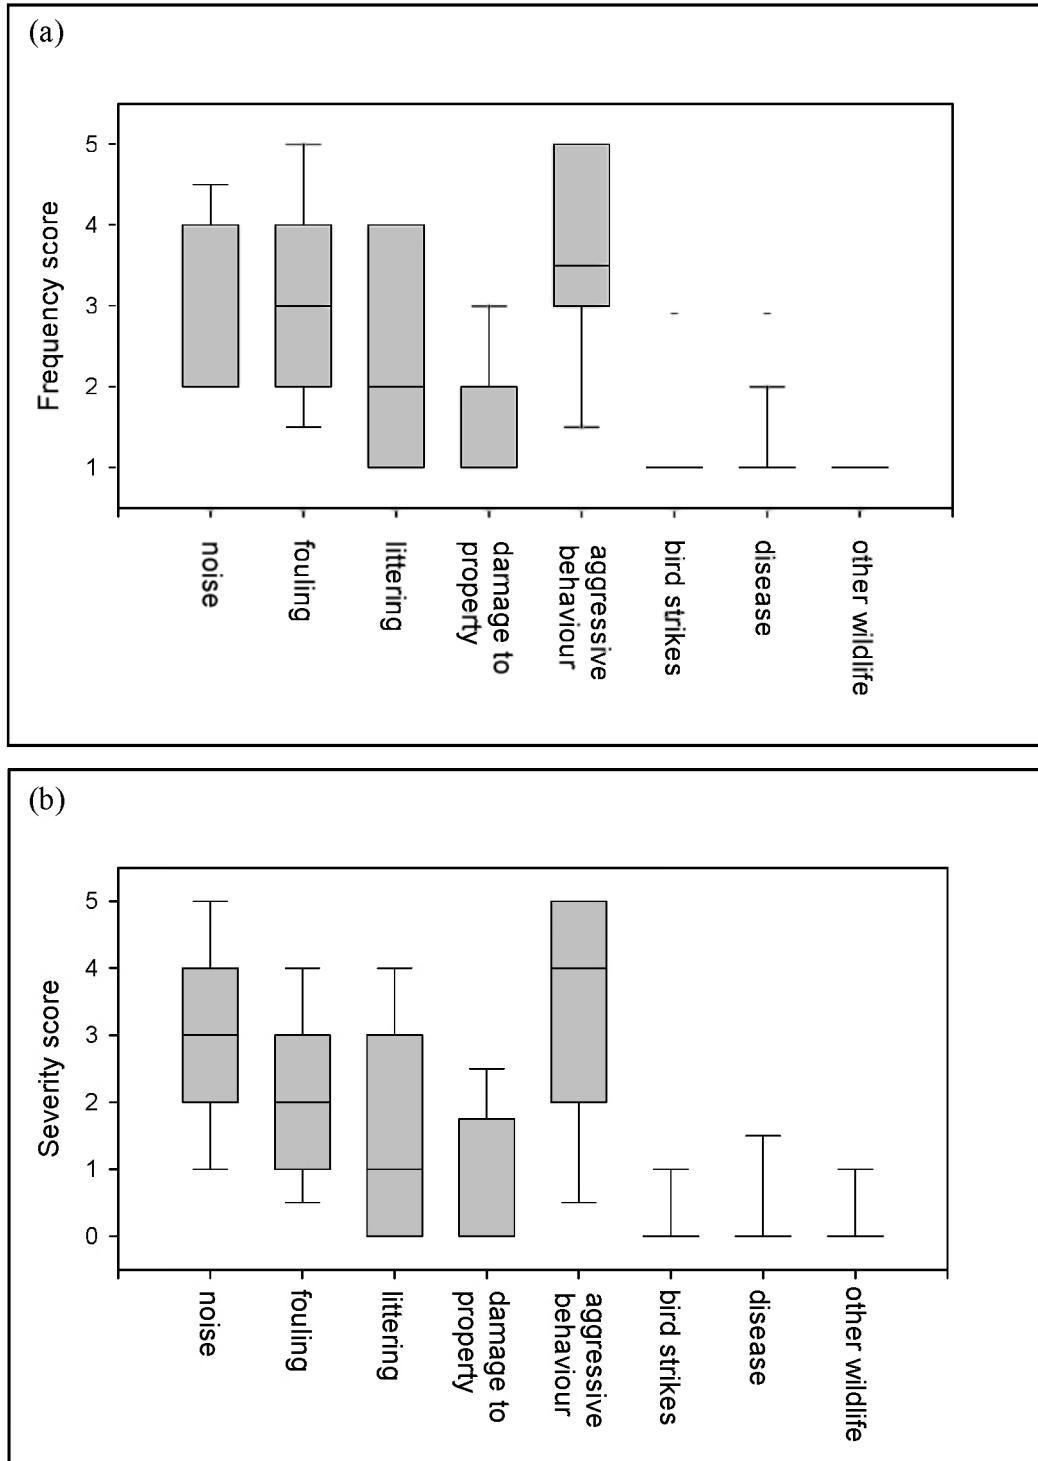 (a)
Frequency score
5
4
3
2
1
noise
fouling
littering
damage to
property
aggressive
behaviour
bird strikes
disease
other wildlife
(b)
Severity score
5
4
3
2
1
0
noise
fouling
littering
damage to
property
aggressive
behaviour
bird strikes
disease
other wildlife